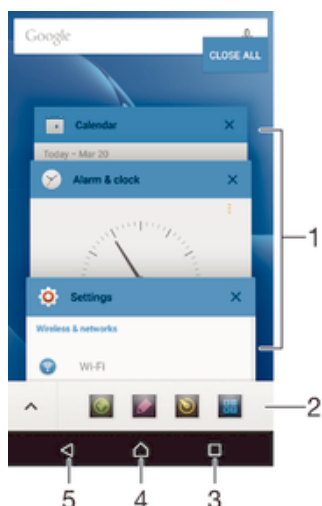 Google
CLOSE ALL
Calendar
Today - Mar 20
Alarm & clock
Settings
Wireless & networks
Wi-Fi
1
2
5 4 3